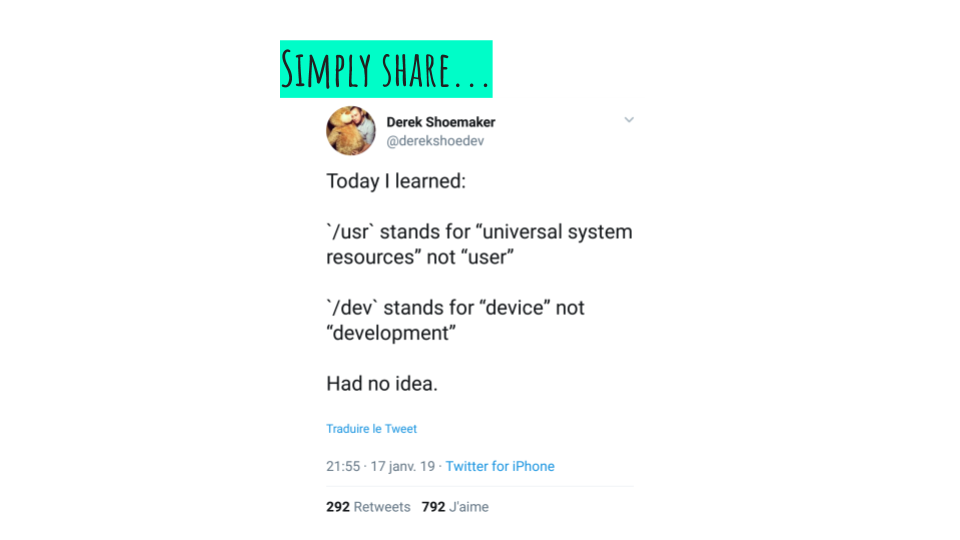 Simply share...
Derek Shoemaker
@derekshoedev
Today I learned:
`/usr` stands for “universal system
resources” not “user”
`/dev` stands for “device” not
“development”
Had no idea.
Traduire le Tweet
21:55 · 17 janv. 19 · Twitter for iPhone
292 Retweets 792 J'aime